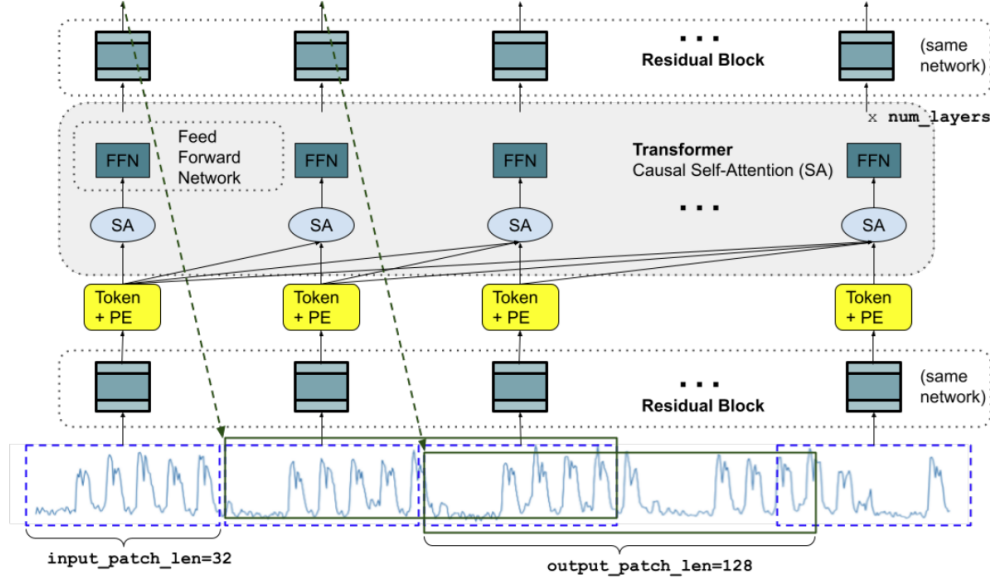 ...
Residual Block
(same
network)
x num_layers
Feed
Forward
Network
FFN
FFN
FFN
Transformer
Causal Self-Attention (SA)
FFN
SA
SA
SA
...
SA
Token
+ PE
Token
+ PE
Token
+ PE
Token
+ PE
...
Residual Block
(same
network)
input_patch_len=32
output_patch_len=128